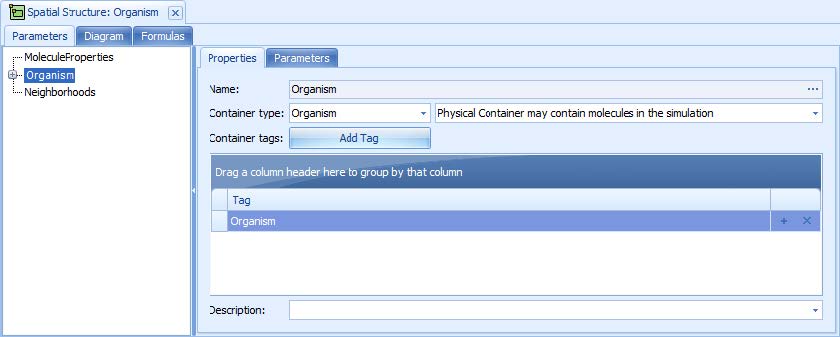 Spatial Structure: Organism
Parameters Diagram Formulas
MoleculeProperties
Organism
Neighborhoods
Properties Parameters
Name: Organism ...
Container type: Organism Physical Container may contain molecules in the simulation
Container tags: Add Tag
Drag a column header here to group by that column
Tag
Organism
Description: